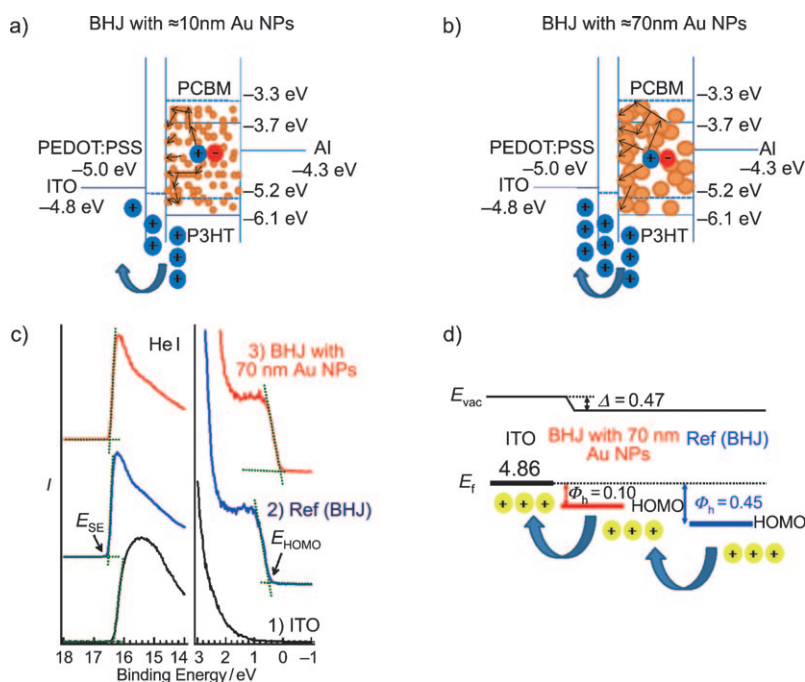 a)
BHJ with ≈10nm Au NPs
PCBM
–3.3 eV
–3.7 eV
PEDOT:PSS
–5.0 eV
Al
–4.3 eV
ITO
–4.8 eV
–5.2 eV
–6.1 eV
P3HT
+ –
+
+
+
+
+
+
b)
BHJ with ≈70nm Au NPs
PCBM
–3.3 eV
–3.7 eV
PEDOT:PSS
–5.0 eV
Al
–4.3 eV
ITO
–4.8 eV
–5.2 eV
–6.1 eV
P3HT
+ –
+ + +
+ + +
+ + +
c)
He I
3) BHJ with
70 nm Au NPs
I
2) Ref (BHJ)
E_SE
E_HOMO
1) ITO
18 17 16 15 14
3 2 1 0 –1
Binding Energy / eV
Binding Energy / eV
d)
E_vac
Δ = 0.47
ITO
BHJ with 70 nm
Au NPs
Ref (BHJ)
4.86
E_f
Φ_h = 0.10
HOMO
Φ_h = 0.45
HOMO
+ + +
+ + +
+ + +